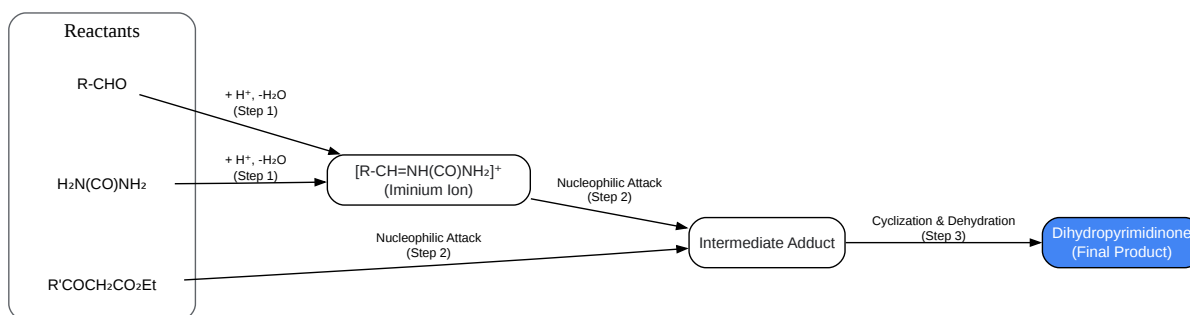 Reactants
R-CHO
+ H⁺, -H₂O
(Step 1)
H₂N(CO)NH₂
+ H⁺, -H₂O
(Step 1)
[R-CH=NH(CO)NH₂]⁺
(Iminium Ion)
Nucleophilic Attack
(Step 2)
R'COCH₂CO₂Et
Nucleophilic Attack
(Step 2)
Intermediate Adduct
Cyclization & Dehydration
(Step 3)
Dihydropyrimidinone
(Final Product)